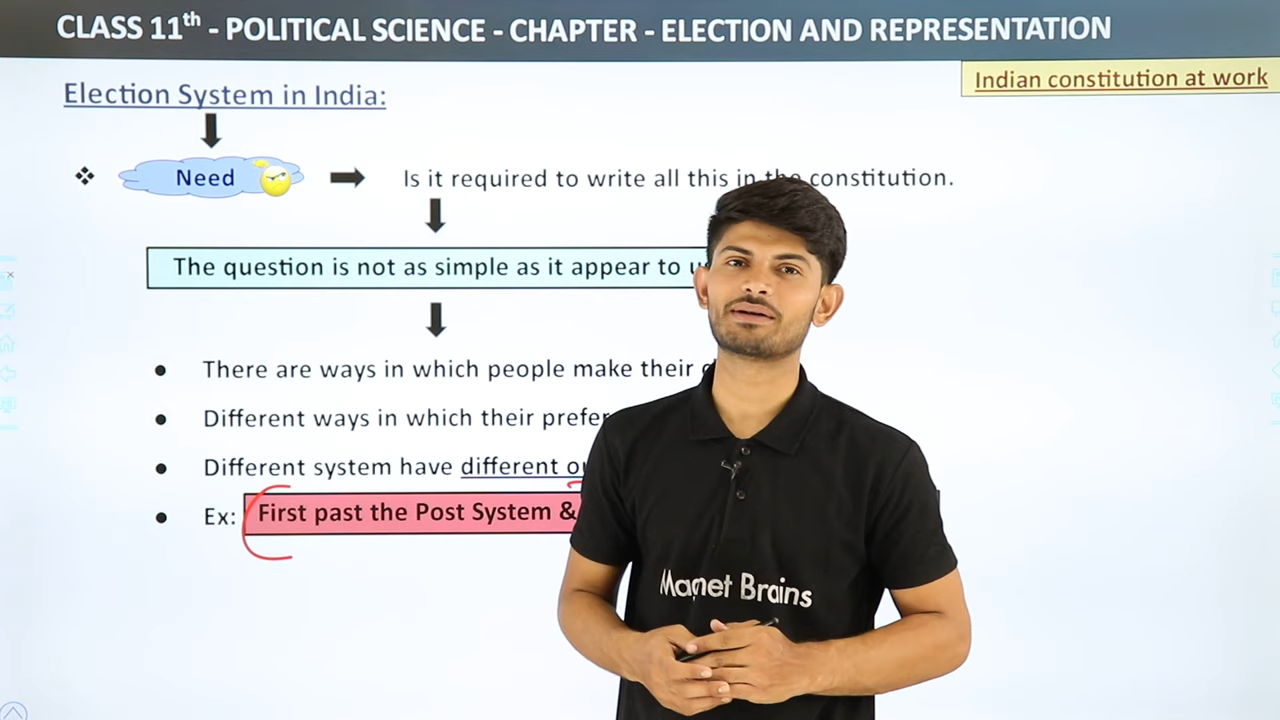 CLASS 11th - POLITICAL SCIENCE - CHAPTER - ELECTION AND REPRESENTATION
Indian constitution at work
Election System in India:
Need
Is it required to write all this in the constitution.
The question is not as simple as it appear to
There are ways in which people make their
Different ways in which their
Different system have different
Ex: First past the Post System &
Magnet Brains